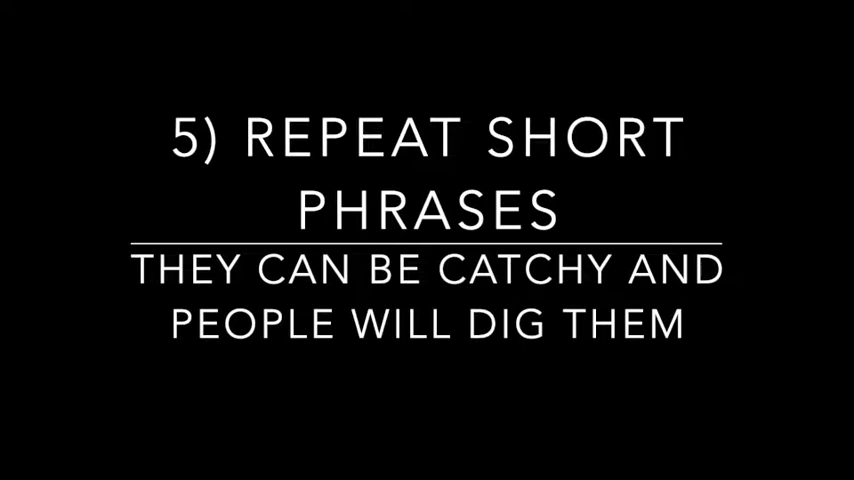 5) REPEAT SHORT
PHRASES
THEY CAN BE CATCHY AND
PEOPLE WILL DIG THEM